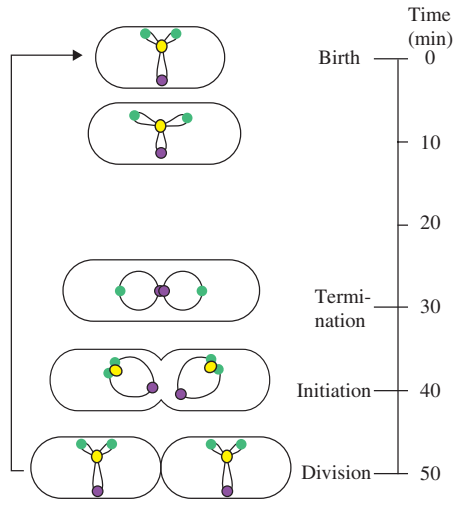 Time
(min)
Birth 0
10
20
Termi-
nation 30
Initiation 40
Division 50